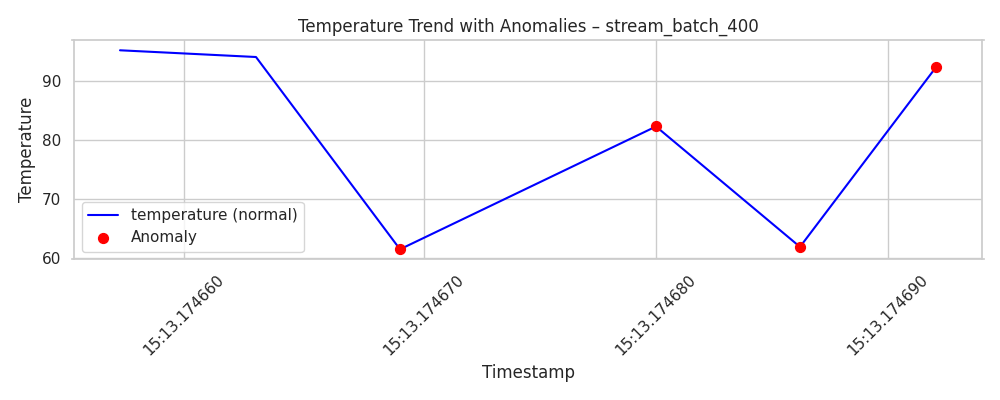 Temperature Trend with Anomalies – stream_batch_400
Temperature
90
80
70
60
temperature (normal)
Anomaly
15:13.174660
15:13.174670
15:13.174680
15:13.174690
Timestamp